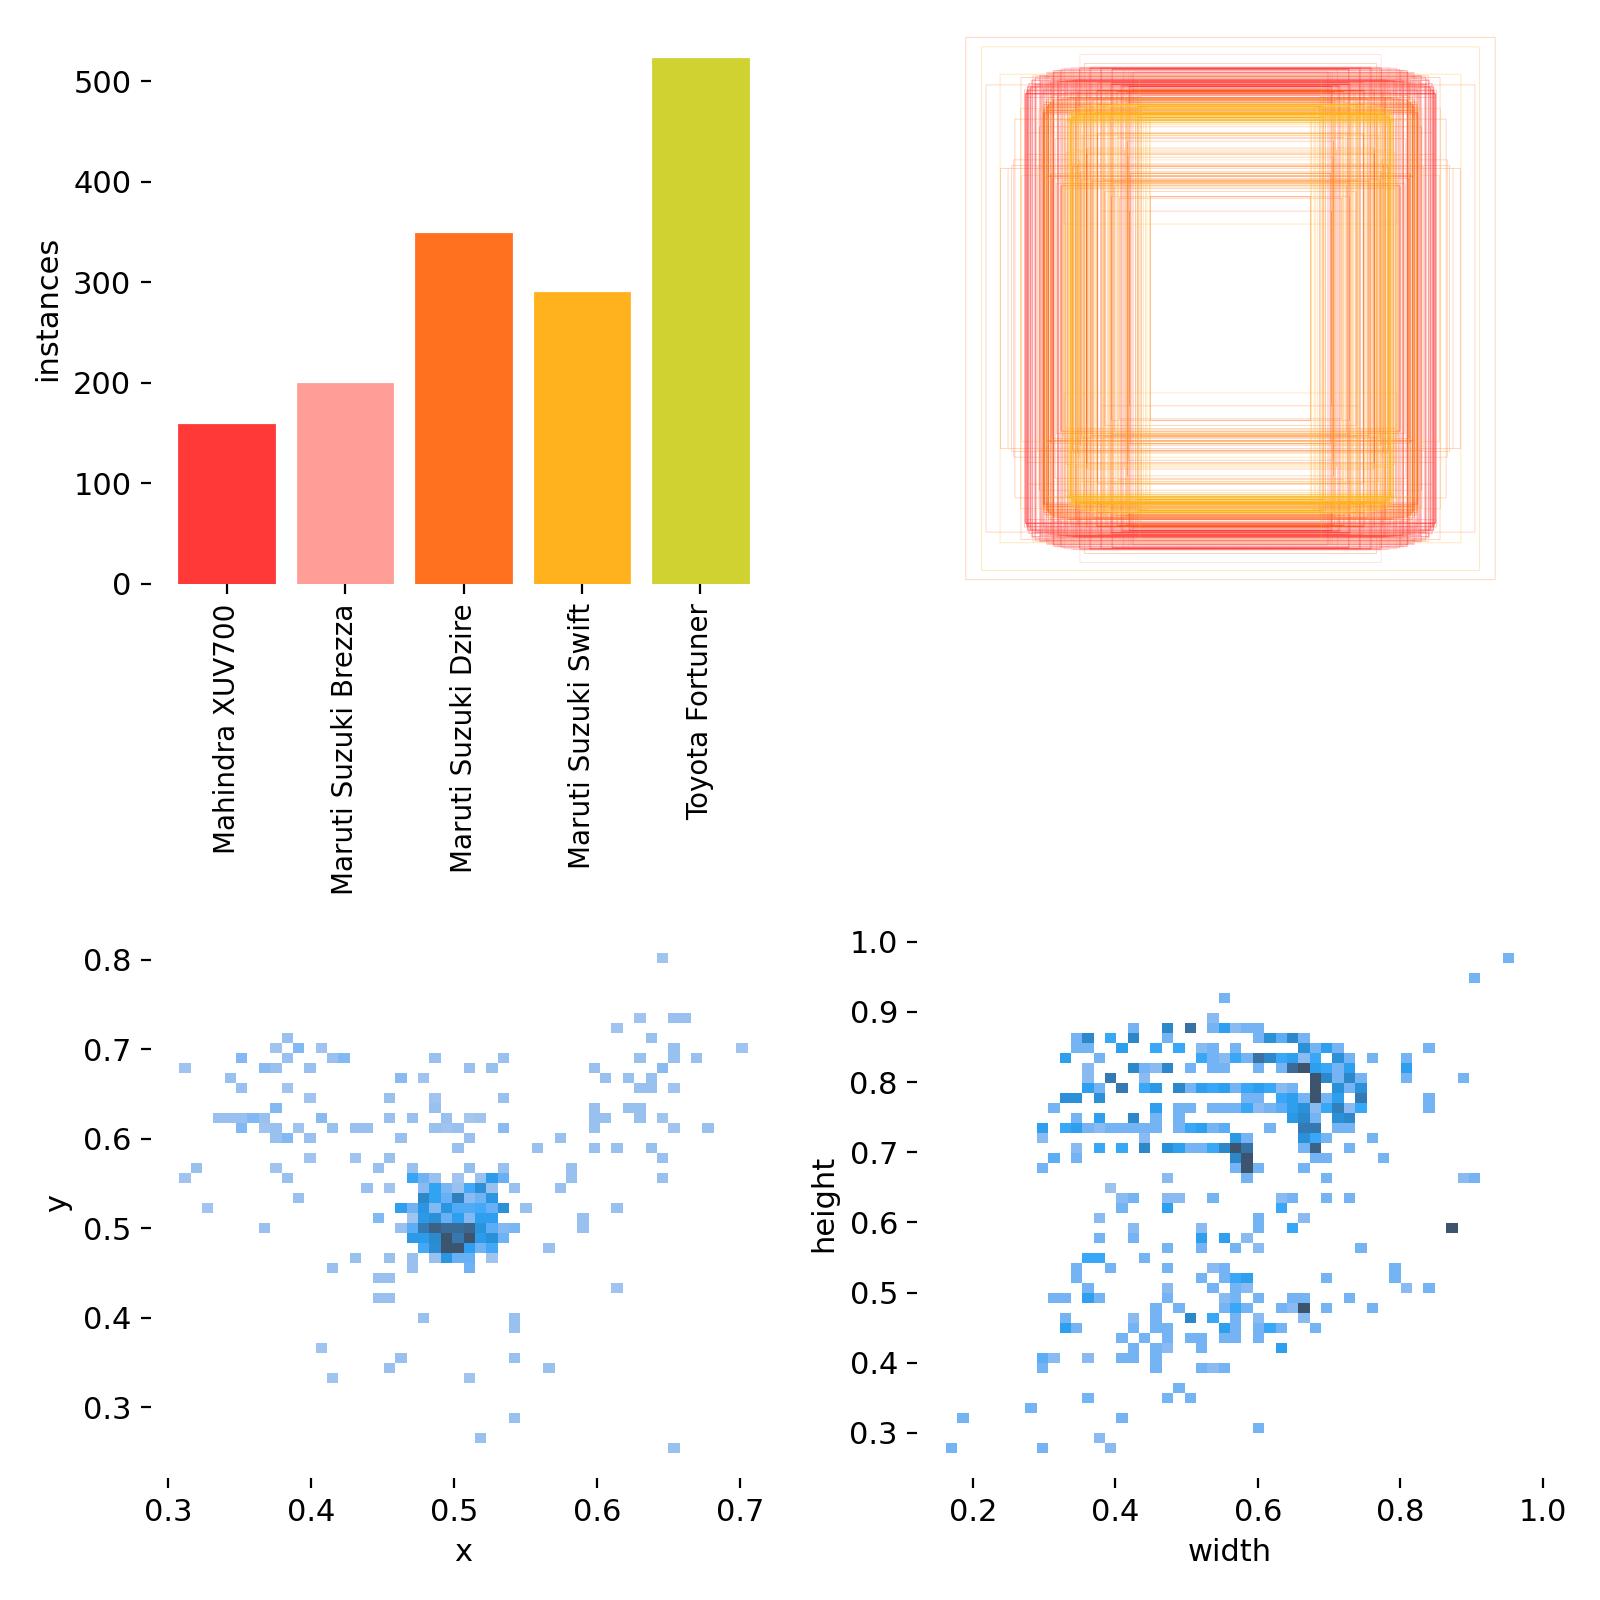 instances
500
400
300
200
100
0
Mahindra XUV700
Maruti Suzuki Brezza
Maruti Suzuki Dzire
Maruti Suzuki Swift
Toyota Fortuner
y
0.8
0.7
0.6
0.5
0.4
0.3
0.3 0.4 0.5 0.6 0.7
x
height
1.0
0.9
0.8
0.7
0.6
0.5
0.4
0.3
0.2 0.4 0.6 0.8 1.0
width